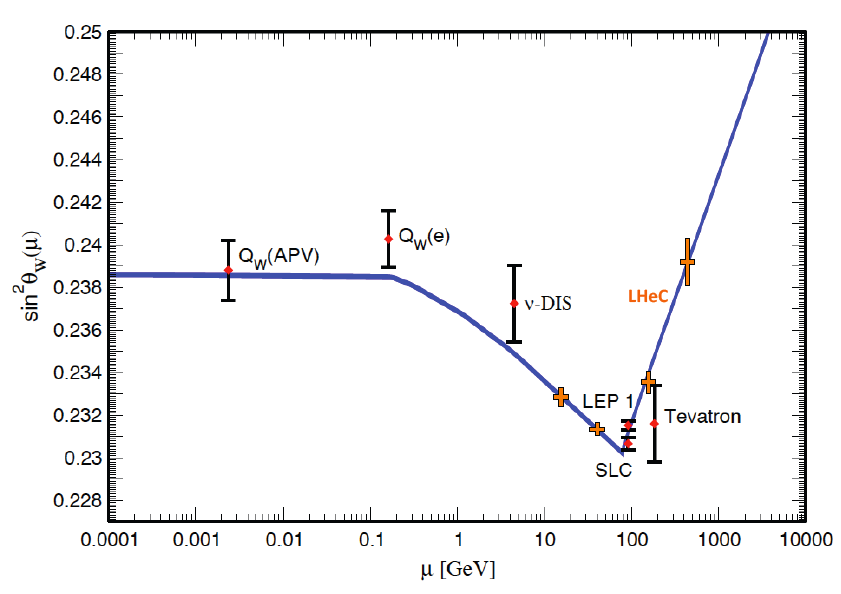 0.25
0.248
0.246
0.244
0.242
0.24
0.238
0.236
0.234
0.232
0.23
0.228
sin²θW(μ)
QW(APV)
QW(e)
ν-DIS
LHeC
LEP 1
Tevatron
SLC
0.0001 0.001 0.01 0.1 1 10 100 1000 10000
μ [GeV]